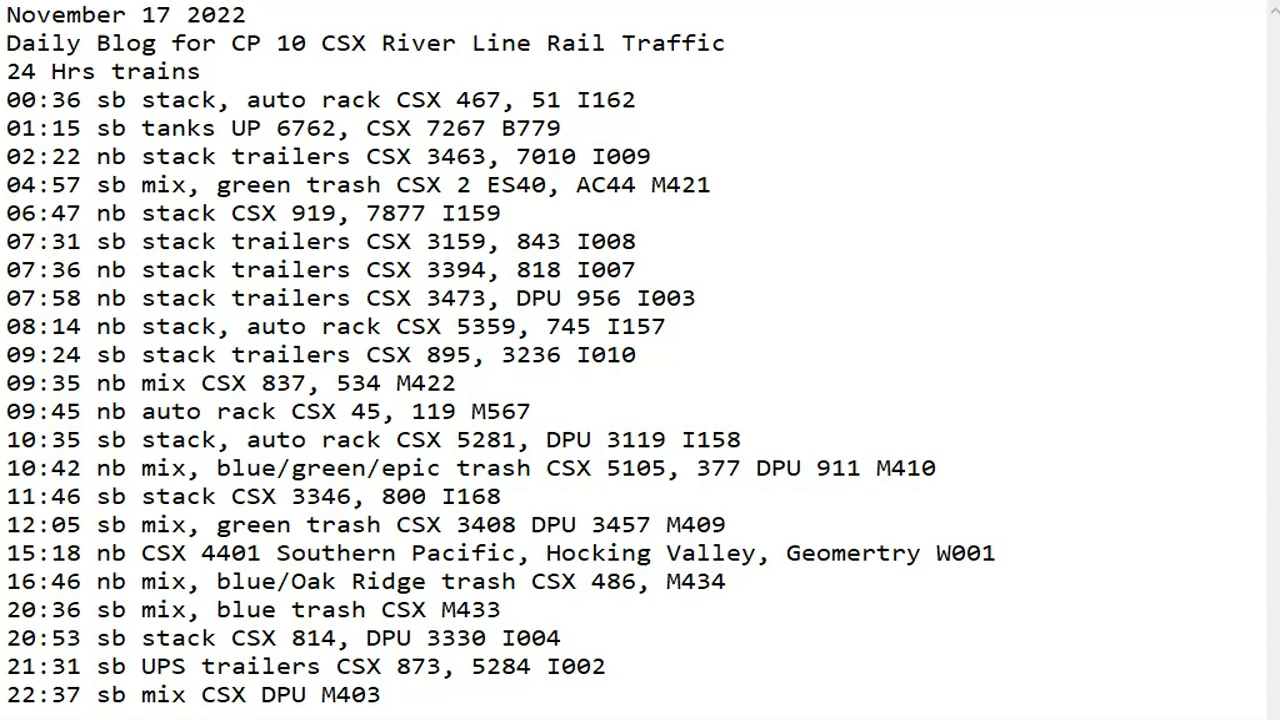 November 17 2022
Daily Blog for CP 10 CSX River Line Rail Traffic
24 Hrs trains
00:36 sb stack, auto rack CSX 467, 51 I162
01:15 sb tanks UP 6762, CSX 7267 B779
02:22 nb stack trailers CSX 3463, 7010 I009
04:57 sb mix, green trash CSX 2 ES40, AC44 M421
06:47 nb stack CSX 919, 7877 I159
07:31 sb stack trailers CSX 3159, 843 I008
07:36 nb stack trailers CSX 3394, 818 I007
07:58 nb stack trailers CSX 3473, DPU 956 I003
08:14 nb stack, auto rack CSX 5359, 745 I157
09:24 sb stack trailers CSX 895, 3236 I010
09:35 nb mix CSX 837, 534 M422
09:45 nb auto rack CSX 45, 119 M567
10:35 sb stack, auto rack CSX 5281, DPU 3119 I158
10:42 nb mix, blue/green/epic trash CSX 5105, 377 DPU 911 M410
11:46 sb stack CSX 3346, 800 I168
12:05 sb mix, green trash CSX 3408 DPU 3457 M409
15:18 nb CSX 4401 Southern Pacific, Hocking Valley, Geomertry W001
16:46 nb mix, blue/Oak Ridge trash CSX 486, M434
20:36 sb mix, blue trash CSX M433
20:53 sb stack CSX 814, DPU 3330 I004
21:31 sb UPS trailers CSX 873, 5284 I002
22:37 sb mix CSX DPU M403